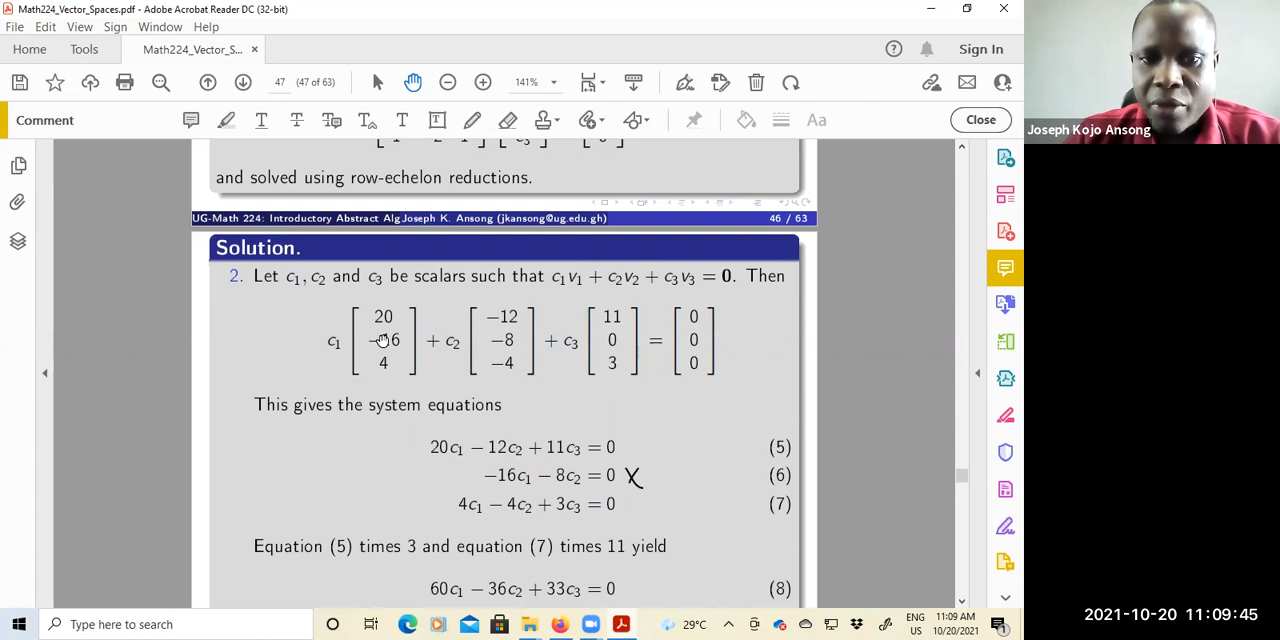 Math224_Vector_Spaces.pdf - Adobe Acrobat Reader DC (32-bit)
File Edit View Sign Window Help
Home Tools Math224_Vector_S... × Sign In
47 (47 of 63) 141%
Comment Close
and solved using row-echelon reductions.
UG-Math 224: Introductory Abstract Alg Joseph K. Ansong (jkansong@ug.edu.gh) 46 / 63
Solution.
2. Let c₁, c₂ and c₃ be scalars such that c₁v₁ + c₂v₂ + c₃v₃ = 0. Then
20 −12 11 0
c₁ −16 + c₂ −8 + c₃ 0 = 0
4 −4 3 0
This gives the system equations
20c₁ − 12c₂ + 11c₃ = 0 (5)
−16c₁ − 8c₂ = 0 X (6)
4c₁ − 4c₂ + 3c₃ = 0 (7)
Equation (5) times 3 and equation (7) times 11 yield
60c₁ − 36c₂ + 33c₃ = 0 (8)
Type here to search
29°C
ENG
US
11:09 AM
10/20/2021
Joseph Kojo Ansong
2021-10-20 11:09:45